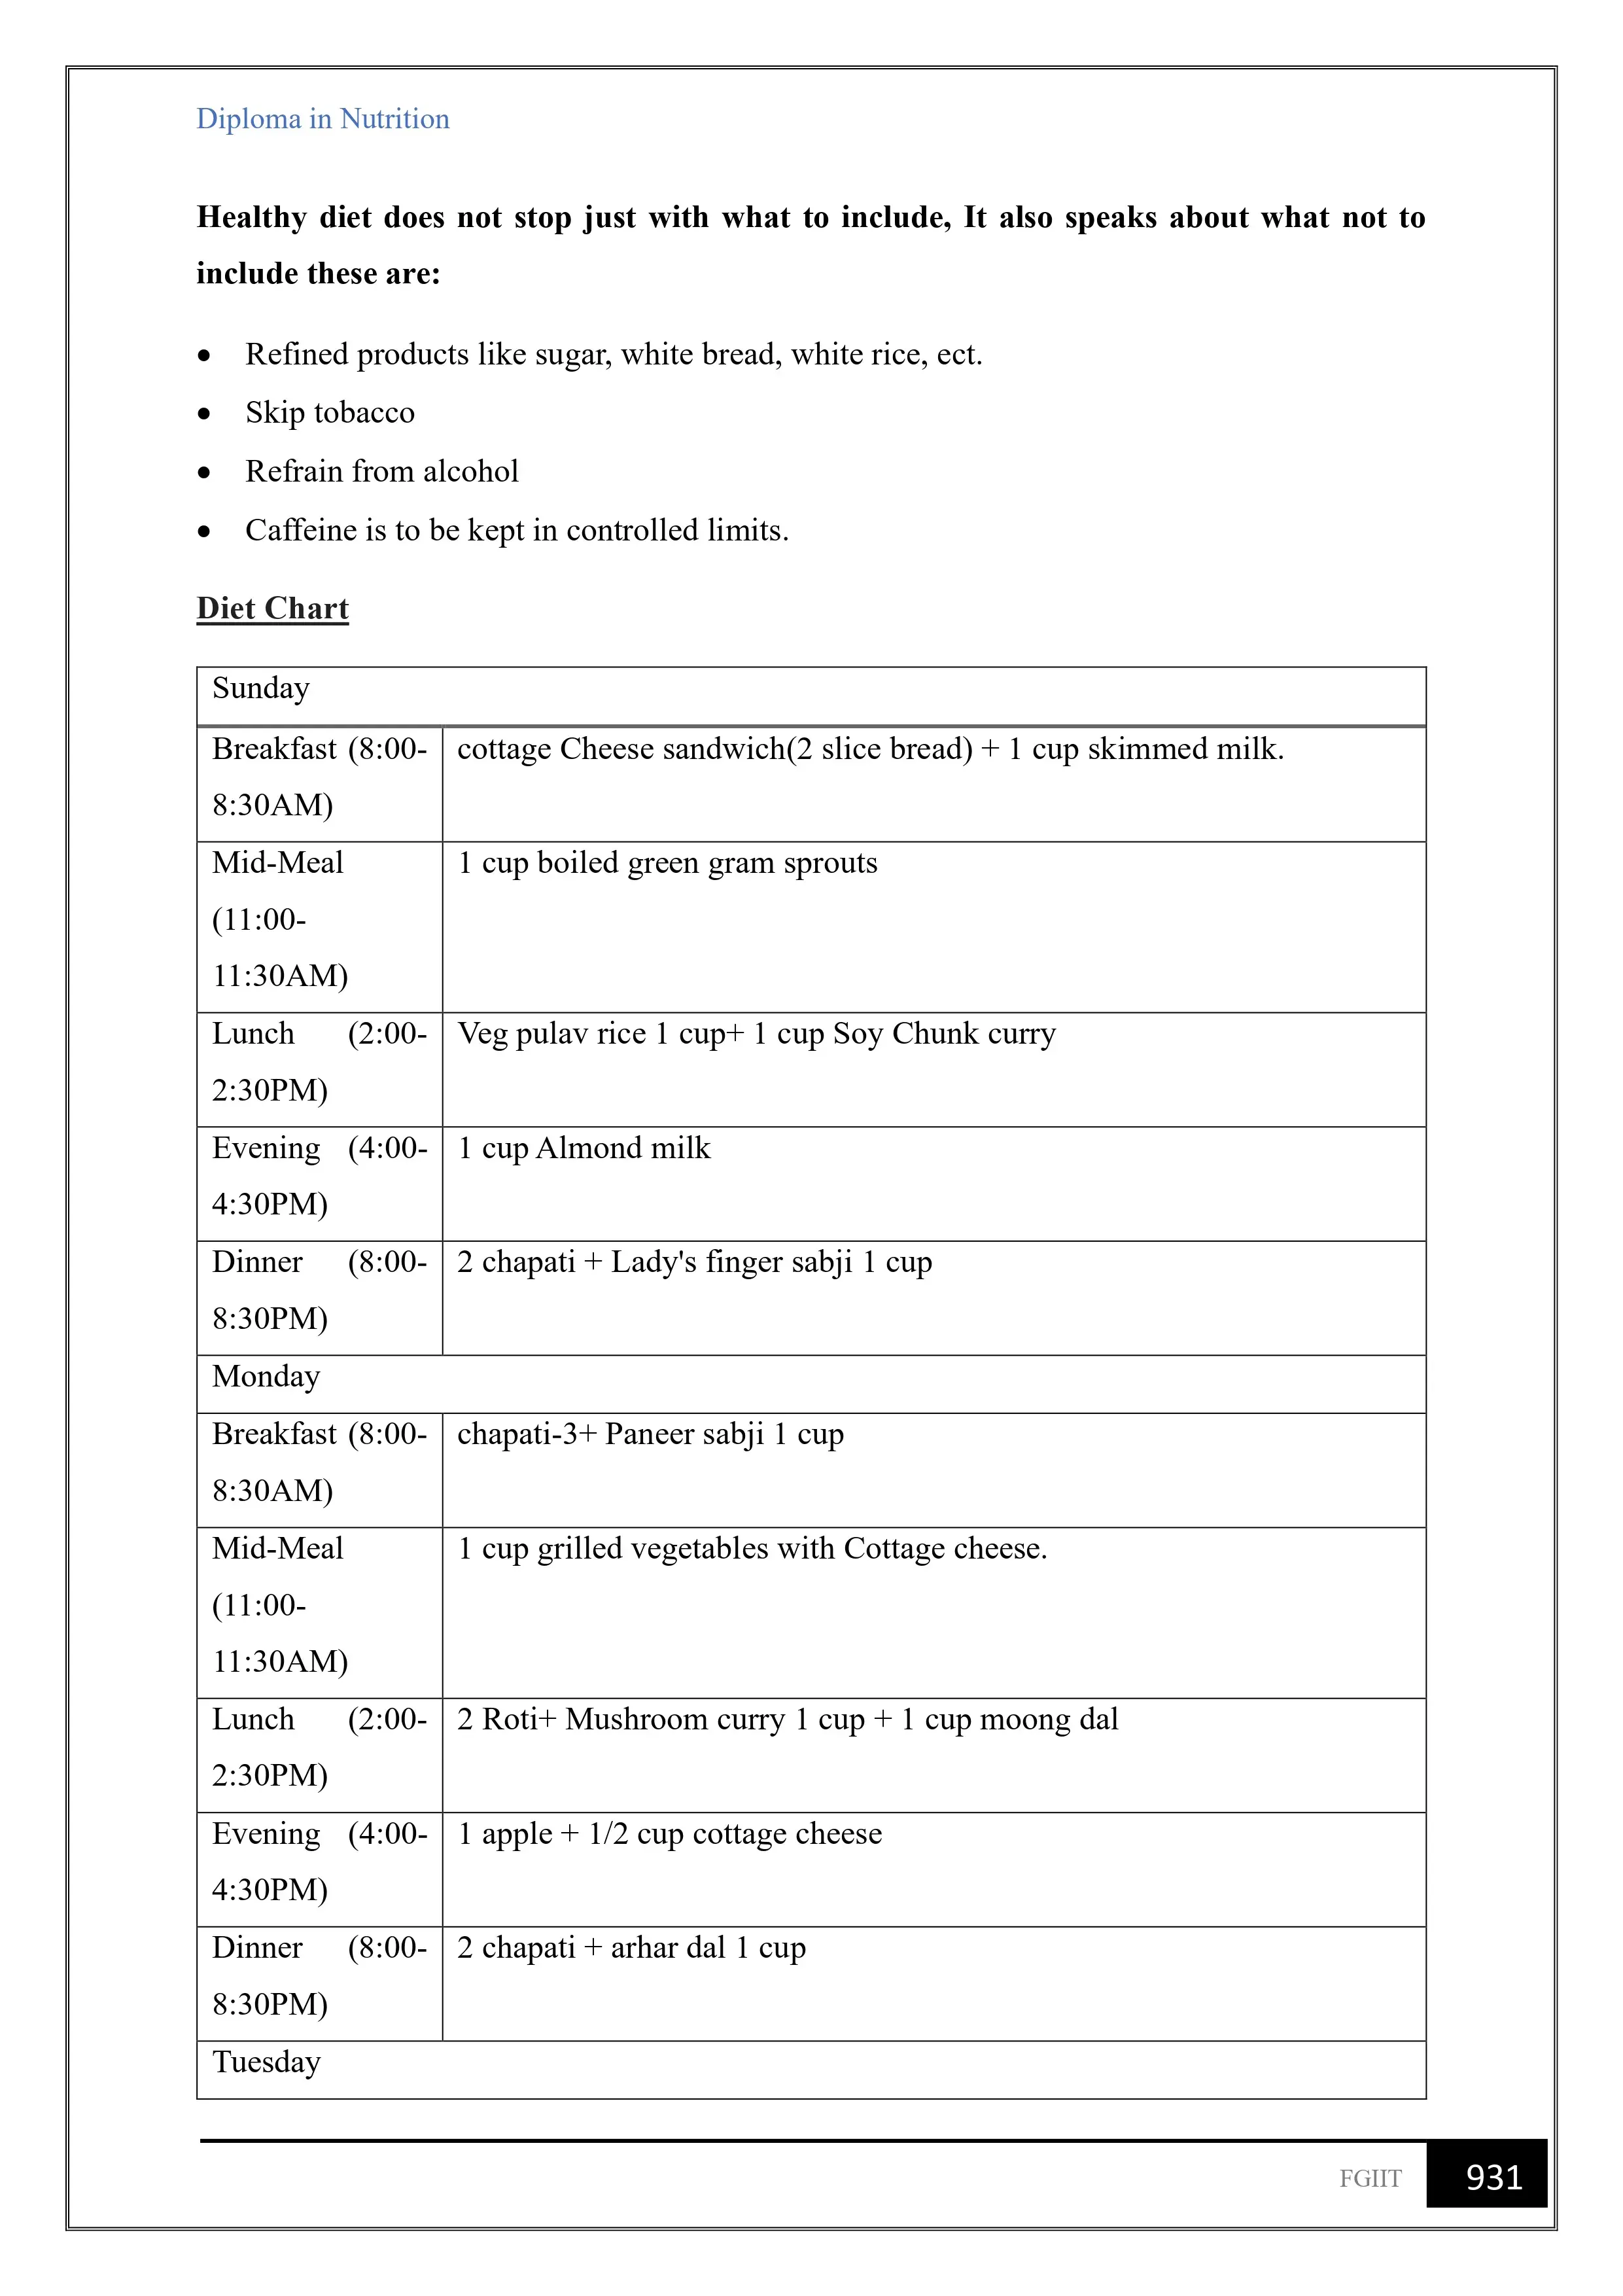 Diploma in Nutrition
Healthy diet does not stop just with what to include, It also speaks about what not to
include these are:
• Refined products like sugar, white bread, white rice, ect.
• Skip tobacco
• Refrain from alcohol
• Caffeine is to be kept in controlled limits.
Diet Chart
Sunday
Breakfast (8:00- cottage Cheese sandwich(2 slice bread) + 1 cup skimmed milk.
8:30AM)
Mid-Meal 1 cup boiled green gram sprouts
(11:00-
11:30AM)
Lunch (2:00- Veg pulav rice 1 cup+ 1 cup Soy Chunk curry
2:30PM)
Evening (4:00- 1 cup Almond milk
4:30PM)
Dinner (8:00- 2 chapati + Lady's finger sabji 1 cup
8:30PM)
Monday
Breakfast (8:00- chapati-3+ Paneer sabji 1 cup
8:30AM)
Mid-Meal 1 cup grilled vegetables with Cottage cheese.
(11:00-
11:30AM)
Lunch (2:00- 2 Roti+ Mushroom curry 1 cup + 1 cup moong dal
2:30PM)
Evening (4:00- 1 apple + 1/2 cup cottage cheese
4:30PM)
Dinner (8:00- 2 chapati + arhar dal 1 cup
8:30PM)
Tuesday
FGIIT 931